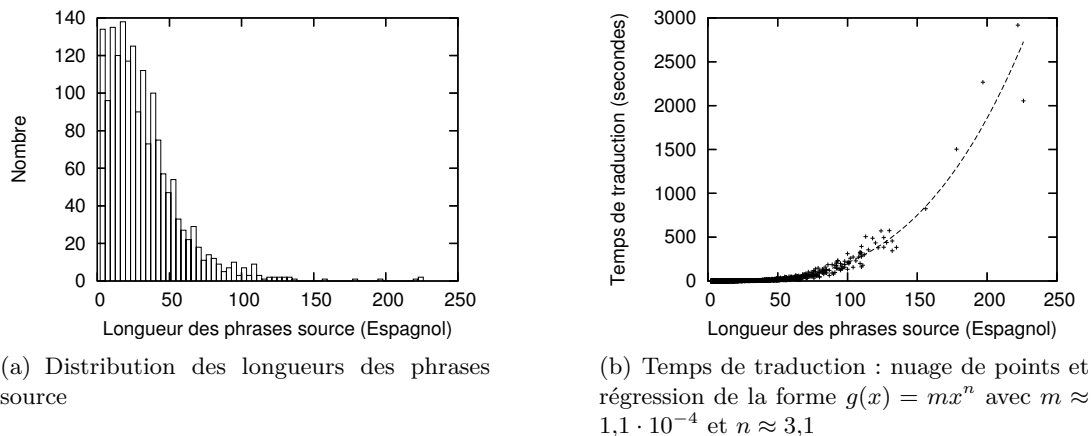 140
120
100
80
60
40
20
0
Nombre
0 50 100 150 200 250
Longueur des phrases source (Espagnol)
(a) Distribution des longueurs des phrases
source
3000
2500
2000
1500
1000
500
0
Temps de traduction (secondes)
0 50 100 150 200 250
Longueur des phrases source (Espagnol)
(b) Temps de traduction : nuage de points et
régression de la forme g(x) = mxⁿ avec m ≈
1,1 · 10⁻⁴ et n ≈ 3,1